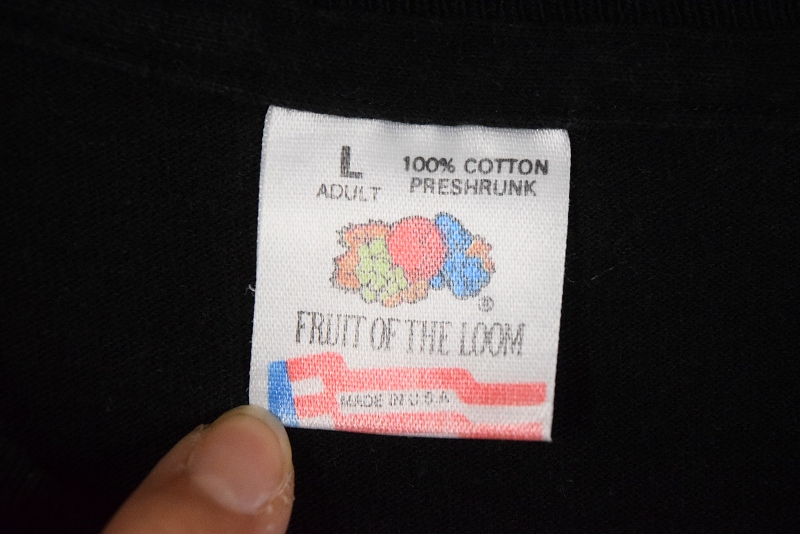 L
ADULT
100% COTTON
PRESHRUNK
®
FRUIT OF THE LOOM
MADE IN U.S.A